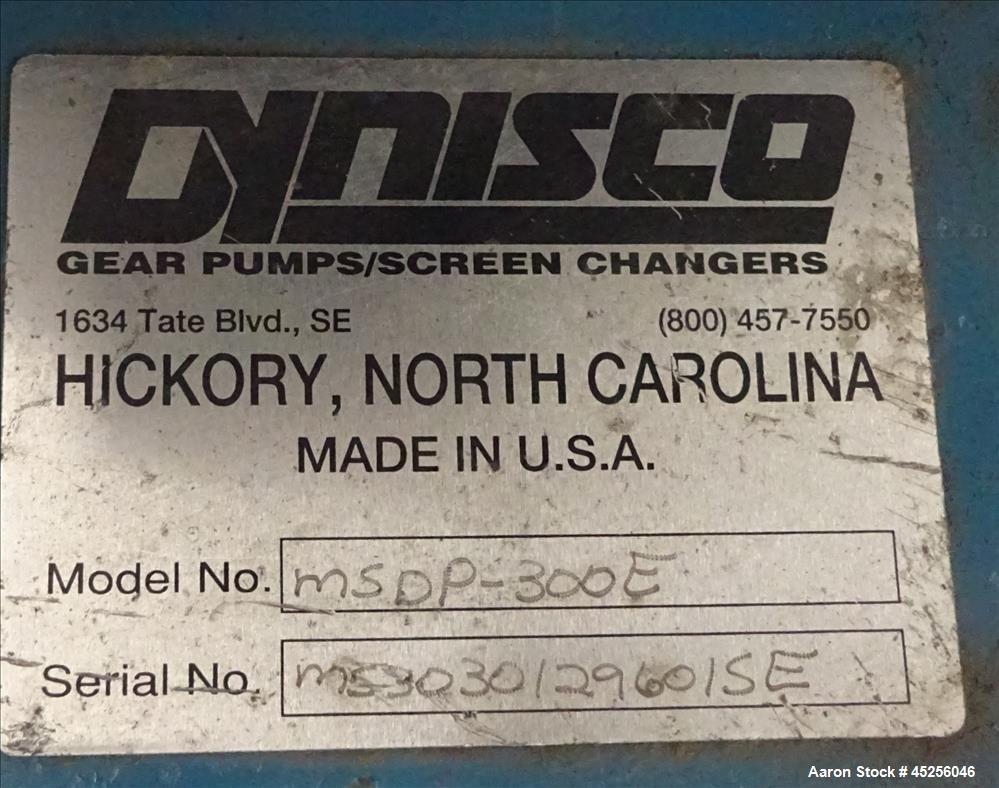 DYNISCO
GEAR PUMPS/SCREEN CHANGERS
1634 Tate Blvd., SE (800) 457-7550
HICKORY, NORTH CAROLINA
MADE IN U.S.A.
Model No. MSDP-300E
Serial No.
Aaron Stock # 45256046